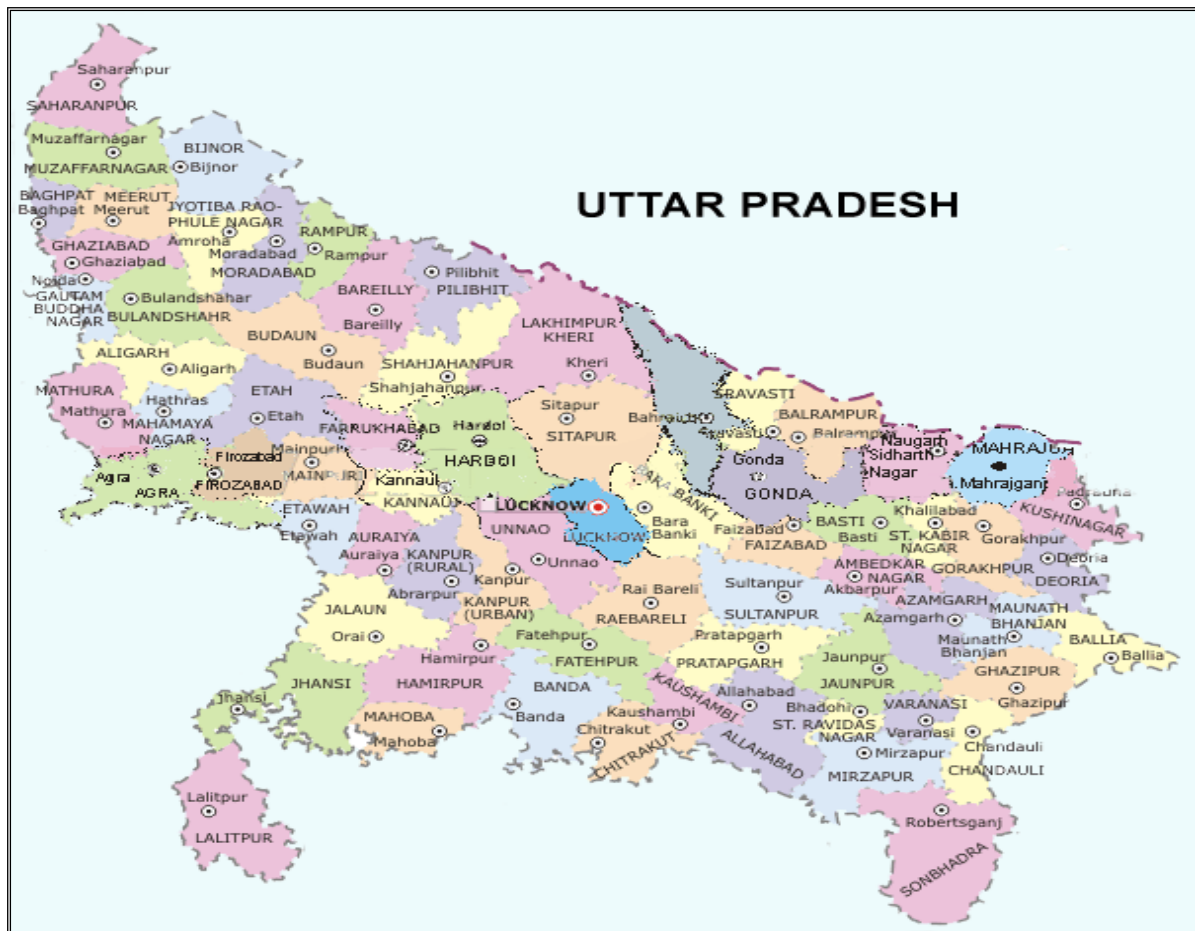 UTTAR PRADESH
Saharanpur
SAHARANPUR
Muzaffarnagar
MUZAFFARNAGAR
BIJNOR
Bijnor
BAGHPAT
Baghpat
MEERUT
Meerut
JYOTIBA RAO-
PHULE NAGAR
Amroha
Moradabad
MORADABAD
RAMPUR
Rampur
GHAZIABAD
Ghaziabad
Noida
GAUTAM
BUDDHA
NAGAR
Bulandshahar
BULANDSHAHR
BAREILLY
Bareilly
Pilibhit
PILIBHIT
BUDAUN
Budaun
SHAHJAHANPUR
Shahjahanpur
LAKHIMPUR
KHERI
Kheri
ALIGARH
Aligarh
MATHURA
Mathura
Hathras
MAHAMAYA
NAGAR
ETAH
Etah
FARRUKHABAD
Hardoi
HARDOI
Sitapur
SITAPUR
SRAVASTI
Sravasti
BALRAMPUR
Balrampur
Naugarh
Sidharth
Nagar
MAHRAJGH
Mahrajganj
Agra
AGRA
Firozabad
FIROZABAD
Mainpuri
MAINPURI
Kannauj
KANNAUJ
LUCKNOW
LUCKNOW
BARA BANKI
Bara
Banki
Gonda
GONDA
Padrauha
KUSHINAGAR
ETAWAH
Etawah
AURAIYA
Auraiya
KANPUR
(RURAL)
Abrarpur
UNNAO
Unnao
Kanpur
KANPUR
(URBAN)
Faizabad
FAIZABAD
BASTI
Basti
Khalilabad
ST. KABIR
NAGAR
Gorakhpur
GORAKHPUR
Deoria
DEORIA
Rai Bareli
RAEBARELI
Sultanpur
SULTANPUR
AMBEDKAR
NAGAR
Akbarpur
AZAMGARH
Azamgarh
MAUNATH
BHANJAN
Maunath
Bhanjan
BALLIA
Ballia
JALAUN
Orai
Hamirpur
HAMIRPUR
Fatehpur
FATEHPUR
Pratapgarh
PRATAPGARH
Jaunpur
JAUNPUR
GHAZIPUR
Ghazipur
Jhansi
JHANSI
MAHOBA
Mahoba
BANDA
Banda
Chitrakut
CHITRAKUT
KAUSHAMBI
Kaushambi
Allahabad
ALLAHABAD
Bhadohi
ST. RAVIDAS
NAGAR
VARANASI
Varanasi
Mirzapur
MIRZAPUR
Chandauli
CHANDAULI
Lalitpur
LALITPUR
Robertsganj
SONBHADRA